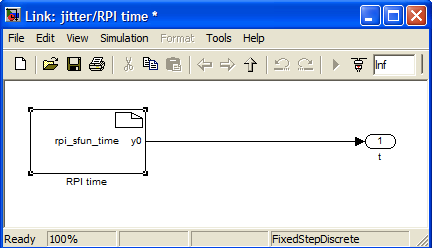 Link: jitter/RPI time *
File Edit View Simulation Format Tools Help
Inf
rpi_sfun_time y0
1
RPI time
t
Ready 100% FixedStepDiscrete